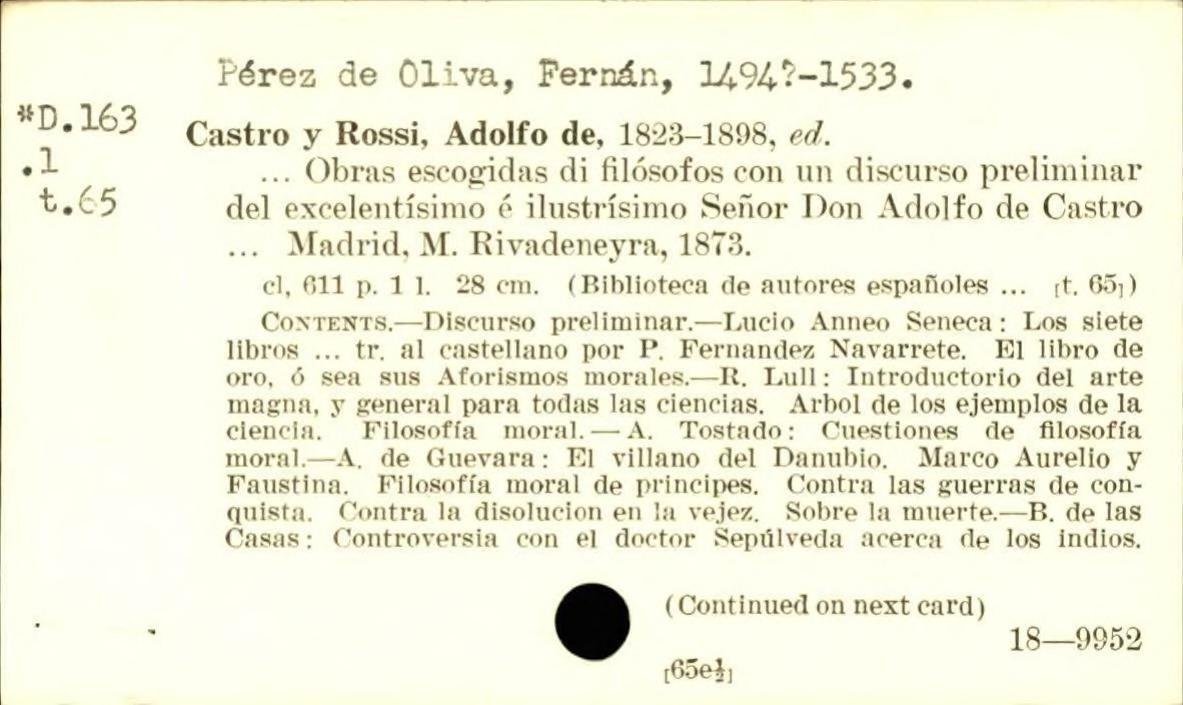 Pérez de Oliva, Fernán, 1494?-1533.
*D.163
.1
t.65
Castro y Rossi, Adolfo de, 1823–1898, ed.
... Obras escogidas di filósofos con un discurso preliminar
del excelentísimo é ilustrísimo Señor Don Adolfo de Castro
... Madrid, M. Rivadeneyra, 1873.
cl, 611 p. 1 l. 28 cm. (Biblioteca de autores españoles ... [t. 65])
CONTENTS.—Discurso preliminar.—Lucio Anneo Seneca: Los siete
libros ... tr. al castellano por P. Fernandez Navarrete. El libro de
oro, ó sea sus Aforismos morales.—R. Lull: Introductorio del arte
magna, y general para todas las ciencias. Arbol de los ejemplos de la
ciencia. Filosofía moral.—A. Tostado: Cuestiones de filosofía
moral.—A. de Guevara: El villano del Danubio. Marco Aurelio y
Faustina. Filosofía moral de principes. Contra las guerras de con-
quista. Contra la disolucion en la vejez. Sobre la muerte.—B. de las
Casas: Controversia con el doctor Sepúlveda acerca de los indios.
(Continued on next card)
18—9952
[65e½]